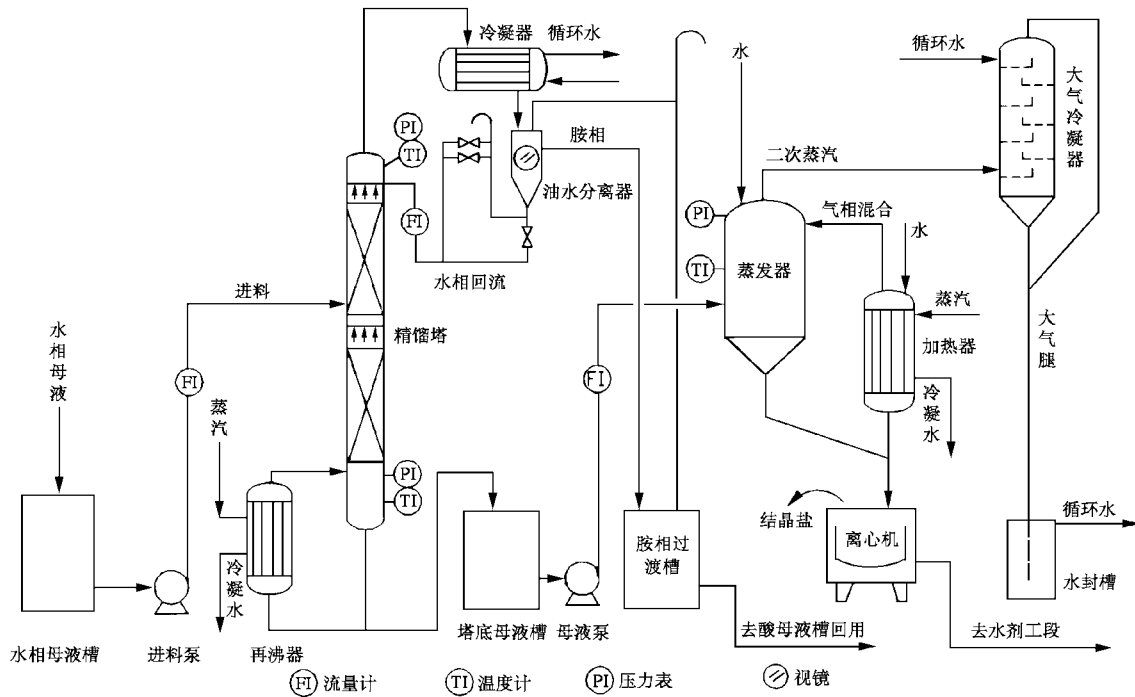 冷凝器
循环水
水
循环水
大气冷凝器
PI
TI
胺相
二次蒸汽
油水分离器
FI
PI
气相混合
水
TI
蒸发器
水相回流
进料
蒸汽
水相母液
精馏塔
加热器
大气腿
FI
FI
蒸汽
冷凝水
PI
TI
结晶盐
离心机
循环水
胺相过渡槽
冷凝水
水封槽
水相母液槽
进料泵
再沸器
塔底母液槽
母液泵
去酸母液槽回用
去水剂工段
FI 流量计
TI 温度计
PI 压力表
视镜